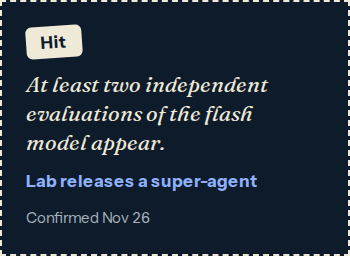 Hit
At least two independent
evaluations of the flash
model appear.
Lab releases a super-agent
Confirmed Nov 26